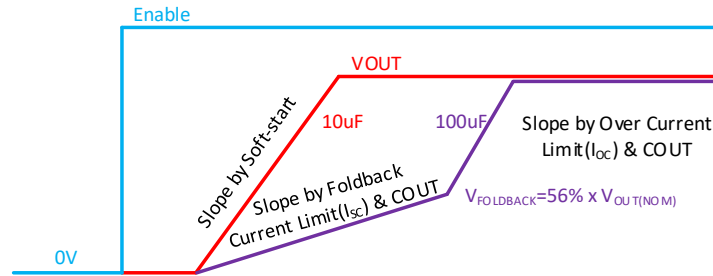 Enable
VOUT
Slope by Soft-start
10uF
100uF
Slope by Over Current
Limit(IOC) & COUT
Slope by Foldback
Current Limit(ISC) & COUT
VFOLDBACK=56% x VOUT(NOM)
0V